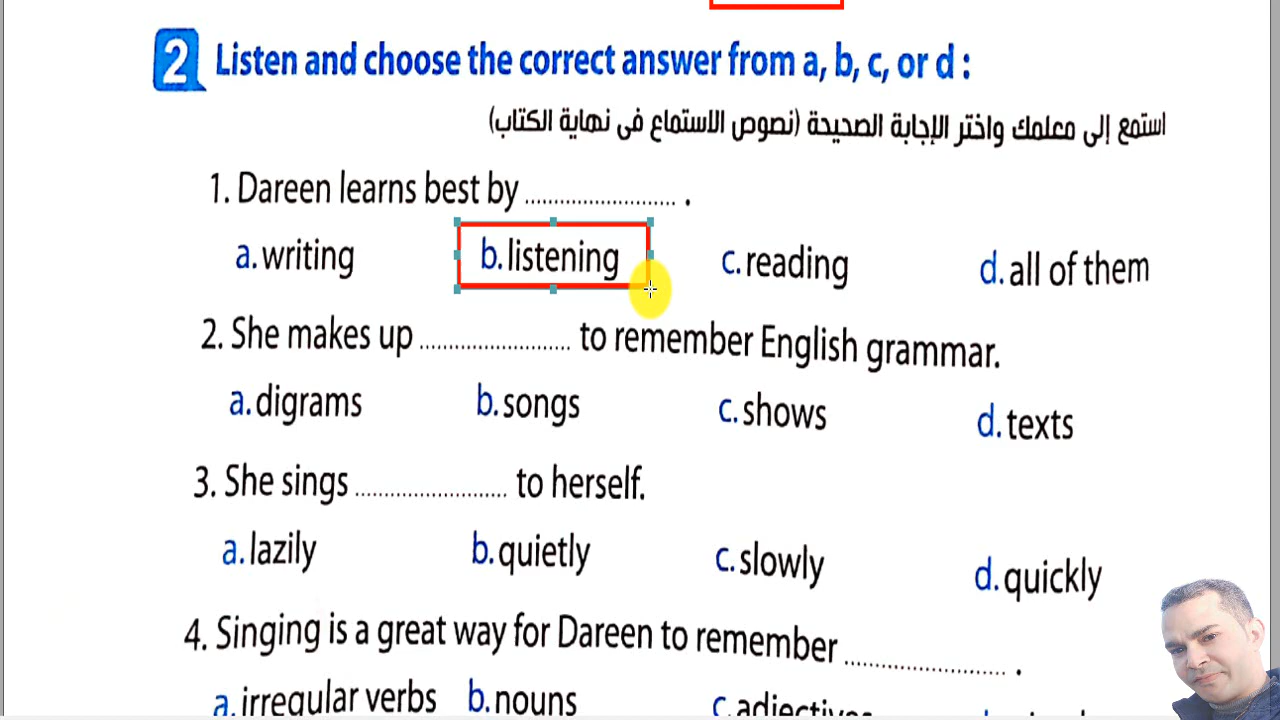 2 Listen and choose the correct answer from a, b, c, or d :
استمع إلى معلمك واختر الإجابة الصحيحة (نصوص الاستماع فى نهاية الكتاب)
1. Dareen learns best by .......................... .
a. writing b. listening c. reading d. all of them
2. She makes up .......................... to remember English grammar.
a. digrams b. songs c. shows d. texts
3. She sings .......................... to herself.
a. lazily b. quietly c. slowly d. quickly
4. Singing is a great way for Dareen to remember .......................... .
a. irregular verbs b. nouns c. adjectives